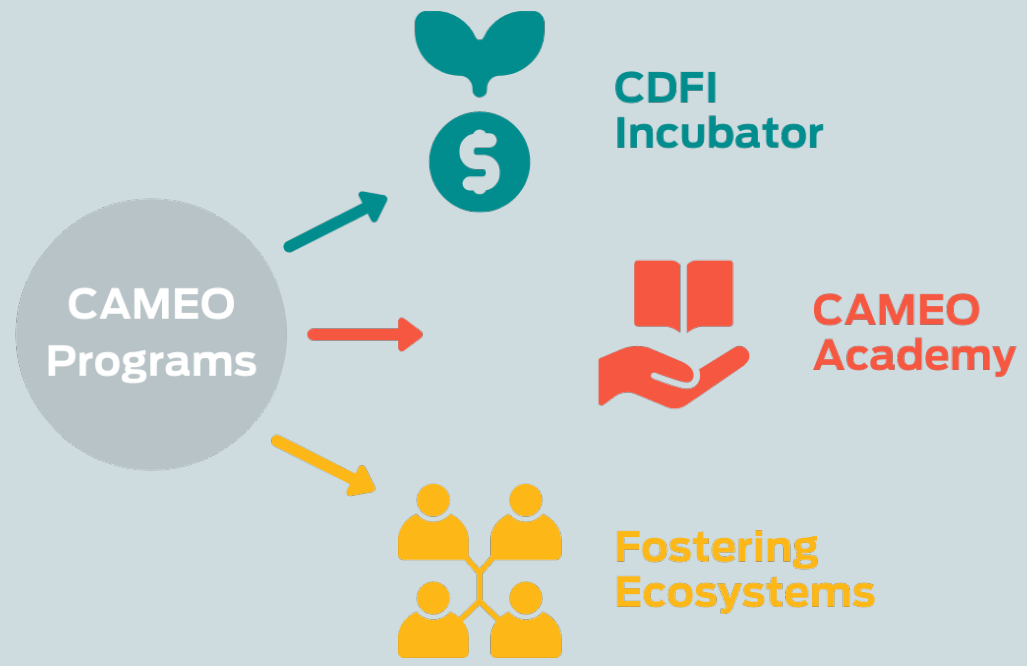 CAMEO
Programs
CDFI
Incubator
CAMEO
Academy
Fostering
Ecosystems